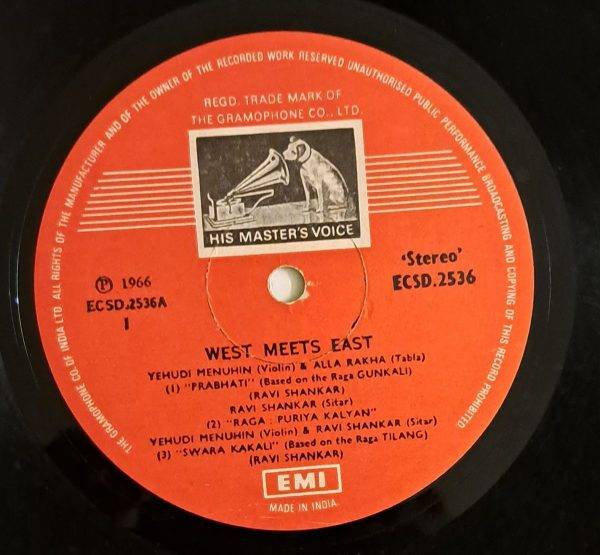 THE GRAMOPHONE CO. OF INDIA LTD. ALL RIGHTS OF THE MANUFACTURER AND OF THE OWNER OF THE RECORDED WORK RESERVED UNAUTHORISED PUBLIC PERFORMANCE BROADCASTING AND COPYING OF THIS RECORD PROHIBITED
REGD. TRADE MARK OF
THE GRAMOPHONE CO., LTD.
HIS MASTER'S VOICE
'Stereo'
Ⓟ 1966
ECSD.2536
ECSD.2536A
1
WEST MEETS EAST
YEHUDI MENUHIN (Violin) & ALLA RAKHA (Tabla)
(1) "PRABHATI" (Based on the Raga GUNKALI)
(RAVI SHANKAR)
RAVI SHANKAR (Sitar)
(2) "RAGA : PURIYA KALYAN"
YEHUDI MENUHIN (Violin) & RAVI SHANKAR (Sitar)
(3) "SWARA KAKALI" (Based on the Raga TILANG)
(RAVI SHANKAR)
EMI
MADE IN INDIA